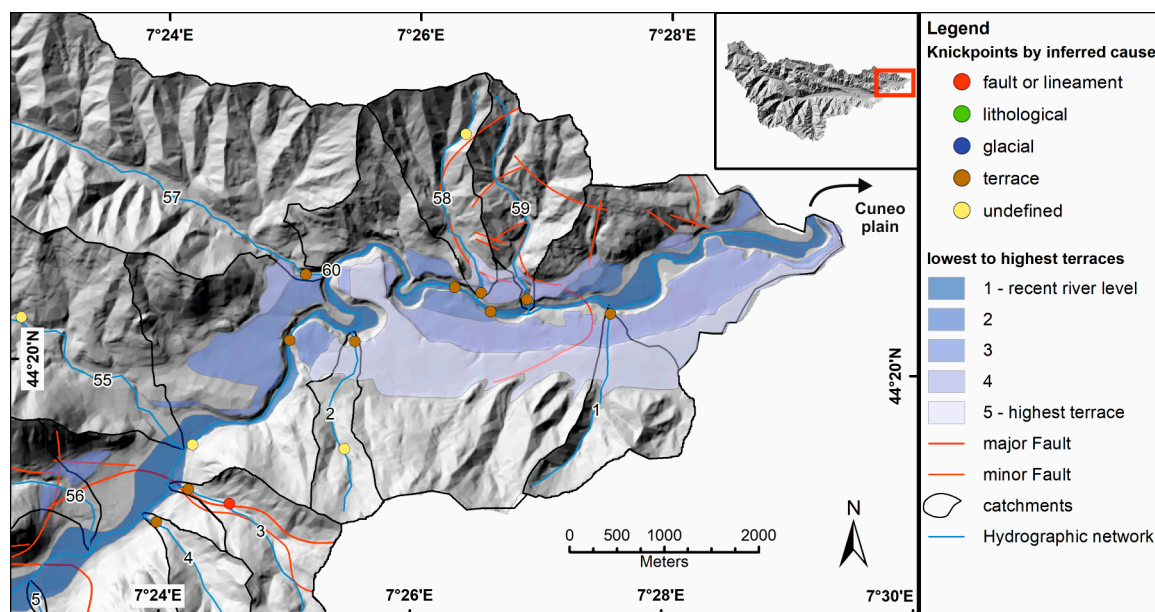 7°24'E
7°26'E
7°28'E
Cuneo
plain
57
58
59
60
55
56
44°20'N
44°20'N
2
1
3
4
5
0 500 1000 2000
Meters
N
7°24'E
7°26'E
7°28'E
7°30'E
Legend
Knickpoints by inferred cause
fault or lineament
lithological
glacial
terrace
undefined
lowest to highest terraces
1 - recent river level
2
3
4
5 - highest terrace
major Fault
minor Fault
catchments
Hydrographic network